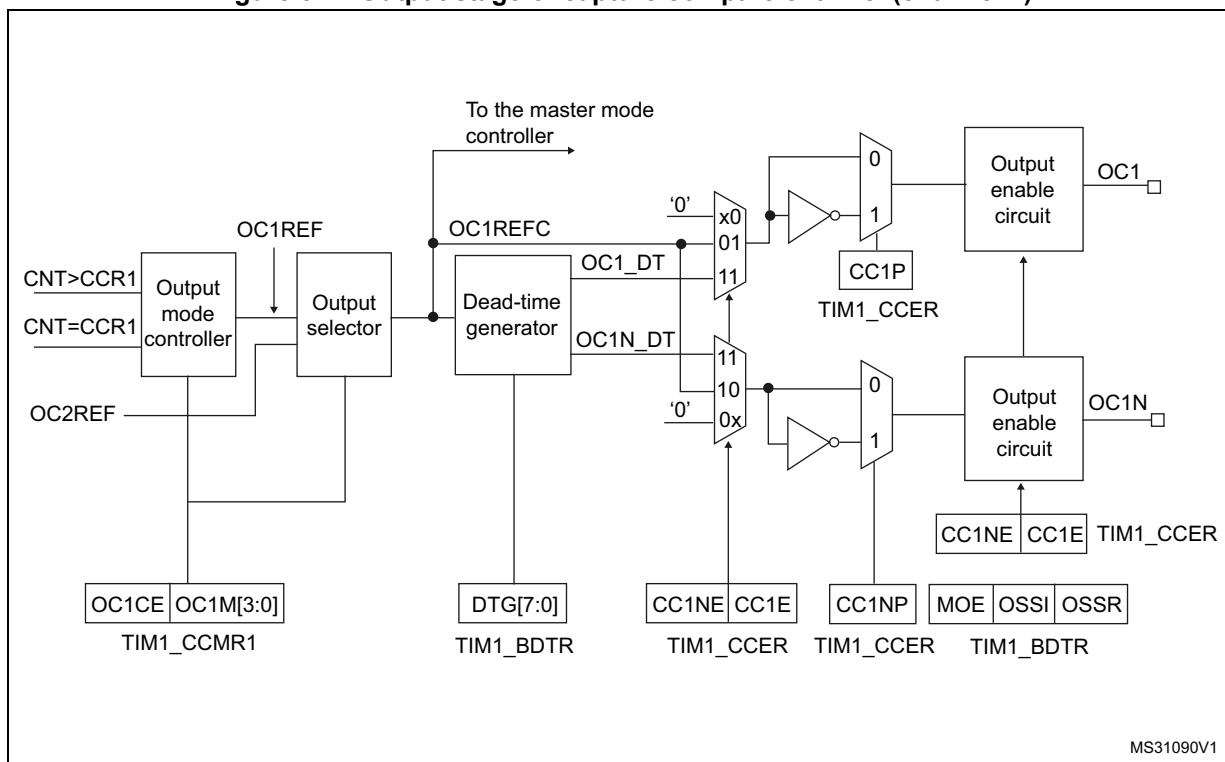 To the master mode
controller
OC1REF
OC1REFC
CNT>CCR1
CNT=CCR1
OC2REF
Output
mode
controller
Output
selector
Dead-time
generator
OC1_DT
OC1N_DT
‘0’
x0
01
11
11
10
0x
‘0’
0
1
CC1P
TIM1_CCER
0
1
Output
enable
circuit
OC1
Output
enable
circuit
OC1N
CC1NE CC1E TIM1_CCER
OC1CE OC1M[3:0]
TIM1_CCMR1
DTG[7:0]
TIM1_BDTR
CC1NE CC1E
TIM1_CCER
CC1NP
TIM1_CCER
MOE OSSI OSSR
TIM1_BDTR
MS31090V1